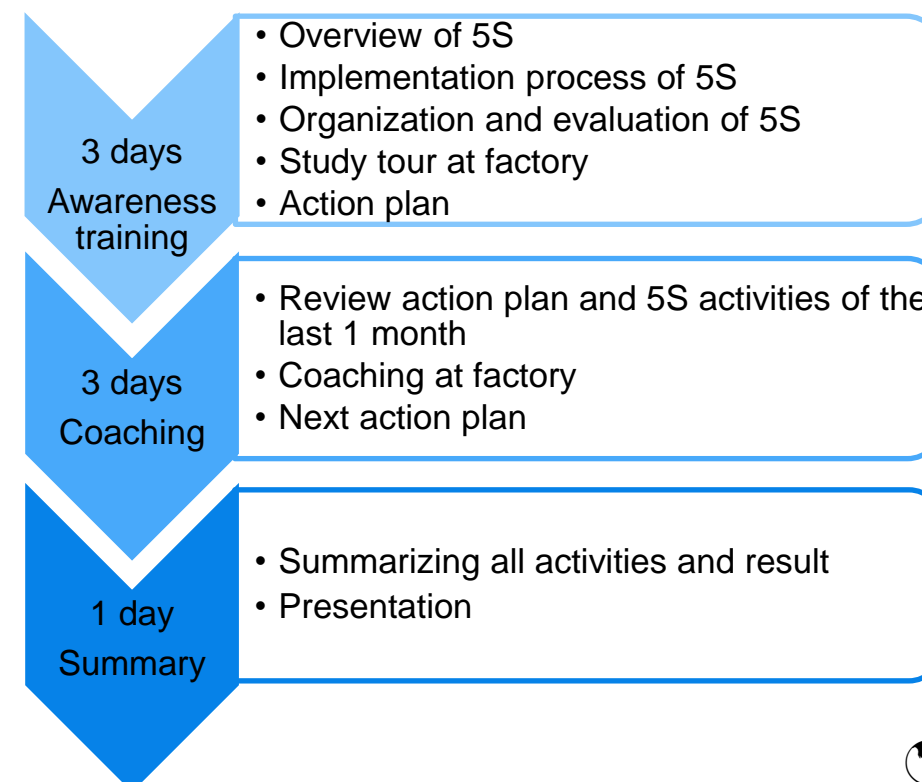 3 days
Awareness
training
• Overview of 5S
• Implementation process of 5S
• Organization and evaluation of 5S
• Study tour at factory
• Action plan
3 days
Coaching
• Review action plan and 5S activities of the
last 1 month
• Coaching at factory
• Next action plan
1 day
Summary
• Summarizing all activities and result
• Presentation